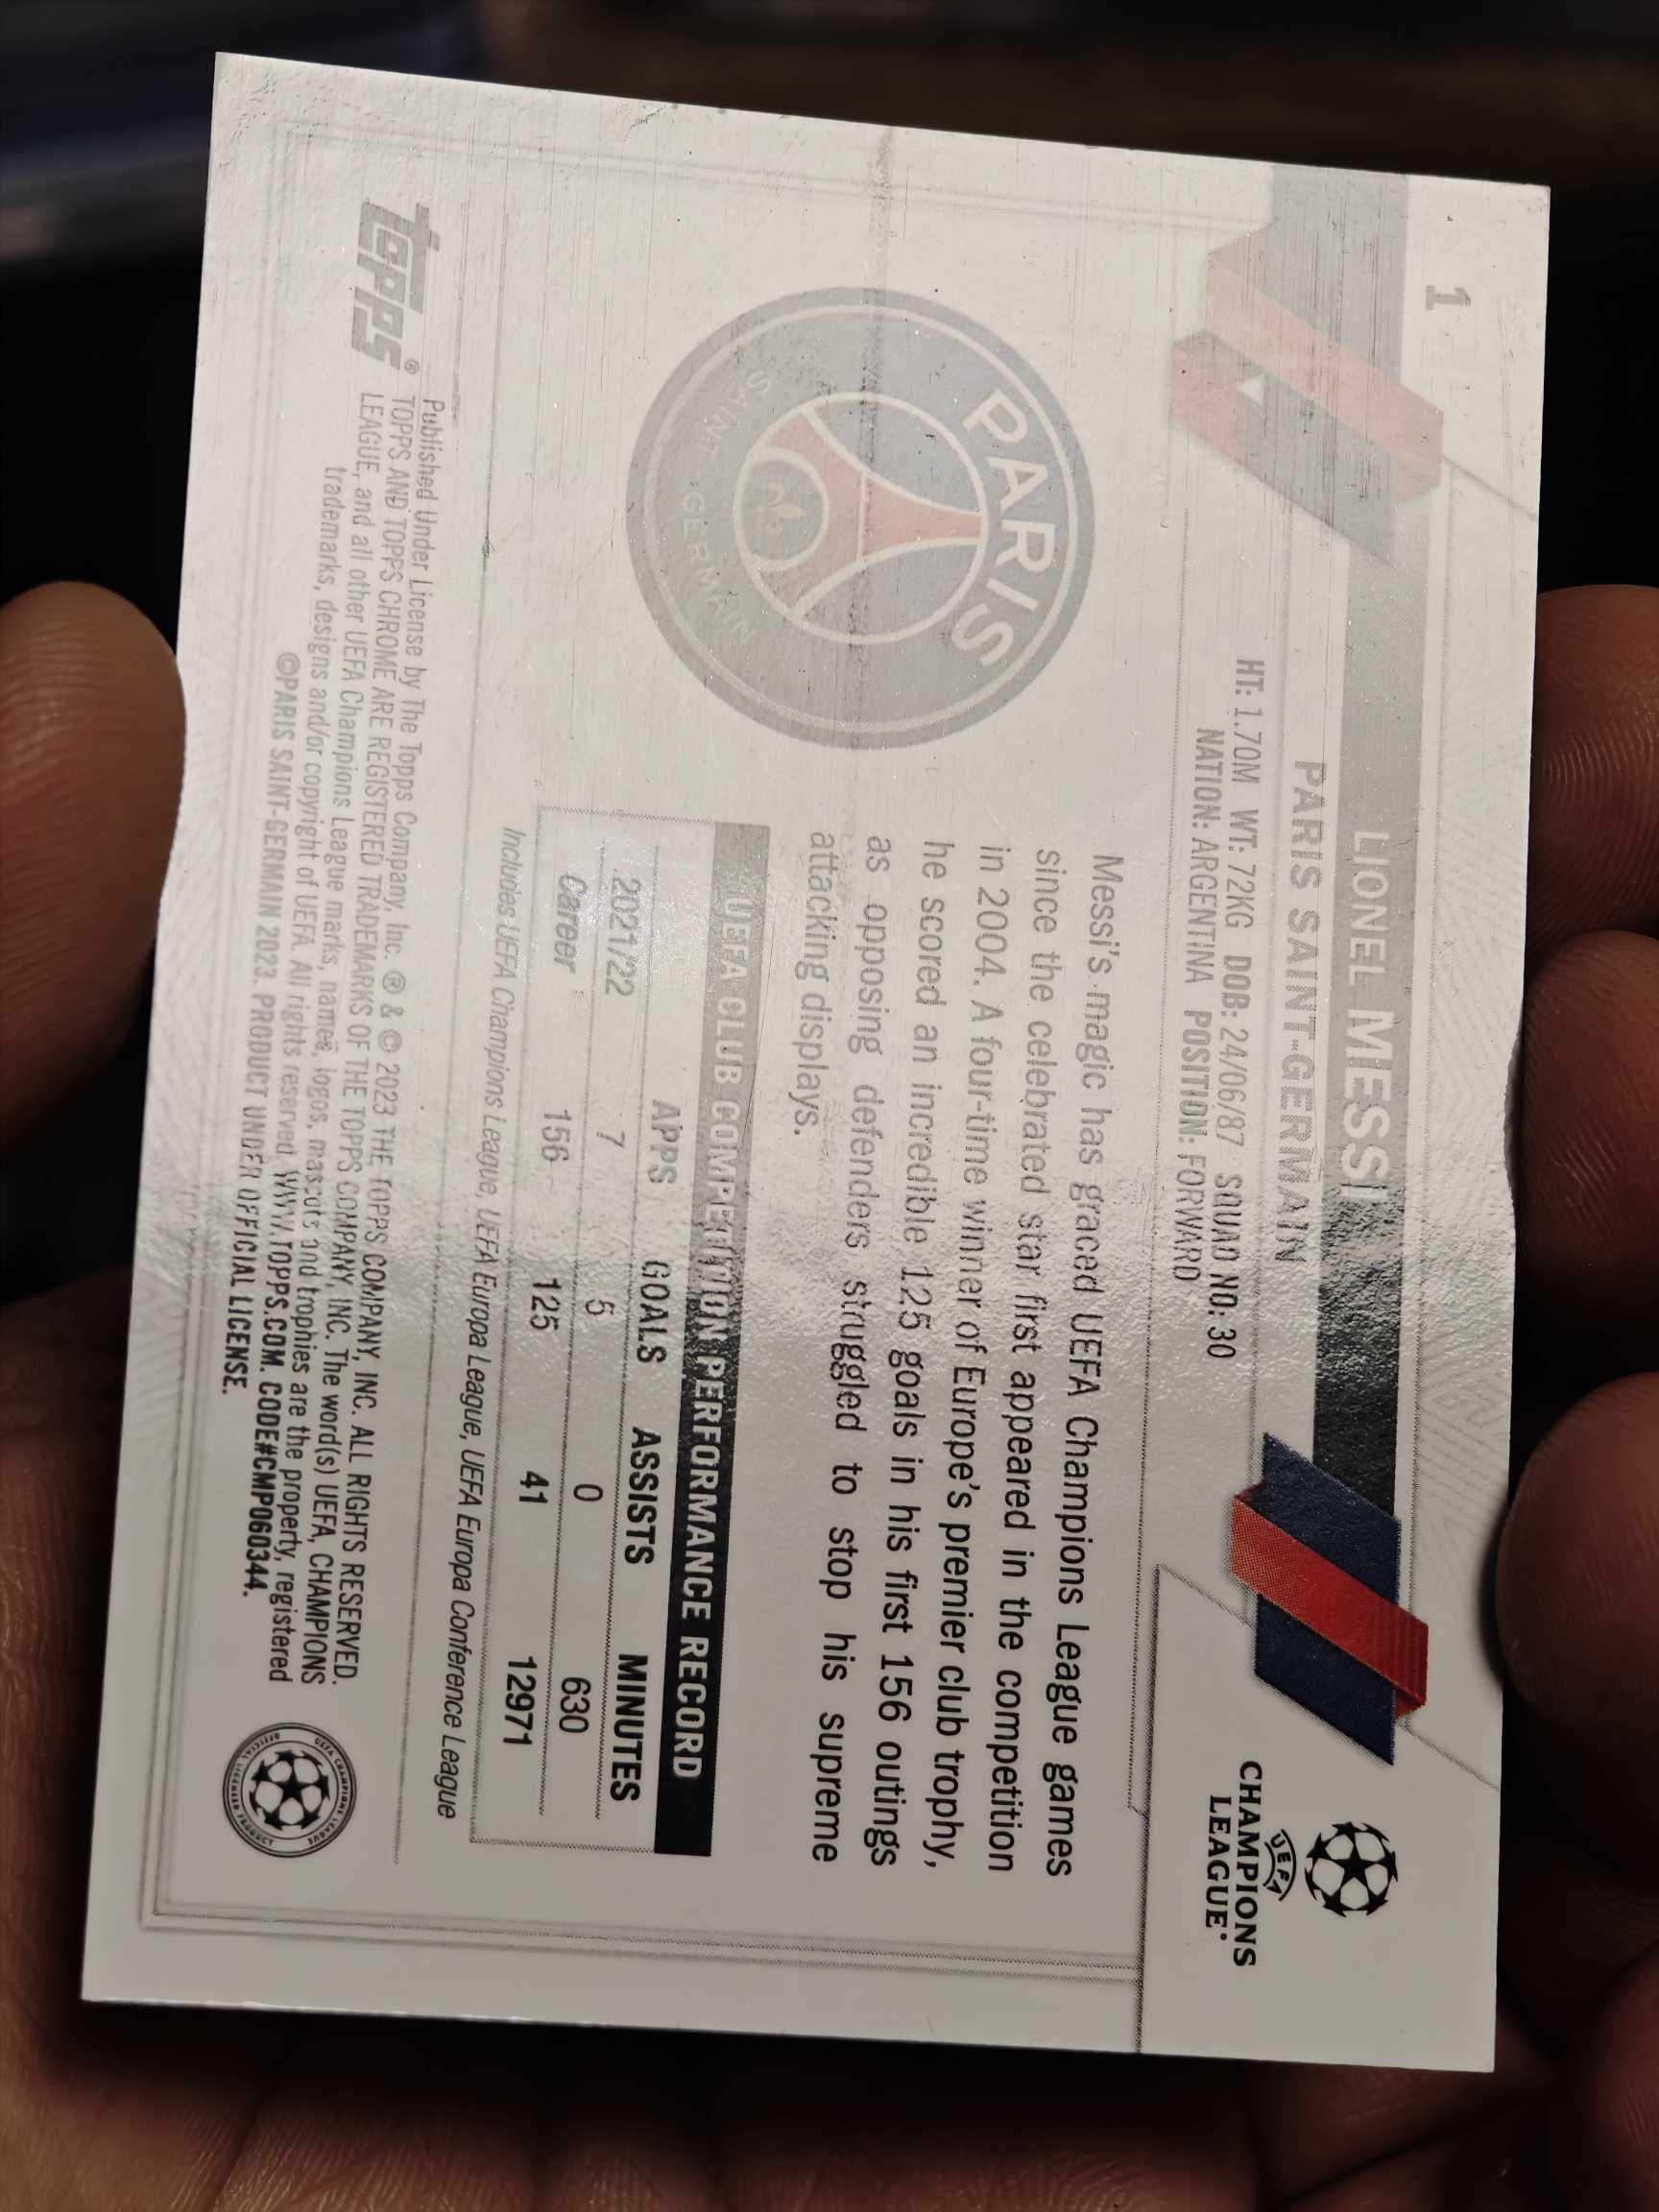 1
LIONEL MESSI
PARIS SAINT-GERMAIN
HT: 1.70M WT: 72KG DOB: 24/06/87 SQUAD NO: 30
NATION: ARGENTINA POSITION: FORWARD
UEFA
CHAMPIONS
LEAGUE
PARIS
SAINT-GERMAIN
Messi's magic has graced UEFA Champions League games
since the celebrated star first appeared in the competition
in 2004. A four-time winner of Europe's premier club trophy,
he scored an incredible 125 goals in his first 156 outings
as opposing defenders struggled to stop his supreme
attacking displays.
UEFA CLUB COMPETITION PERFORMANCE RECORD
APPS GOALS ASSISTS MINUTES
2021/22 7 5 0 630
Career 156 125 41 12971
Includes UEFA Champions League, UEFA Europa League, UEFA Europa Conference League
topps®
Published Under License by The Topps Company, Inc. ® & © 2023 THE TOPPS COMPANY, INC. ALL RIGHTS RESERVED.
TOPPS AND TOPPS CHROME ARE REGISTERED TRADEMARKS OF THE TOPPS COMPANY, INC. The word(s) UEFA, CHAMPIONS
LEAGUE, and all other UEFA Champions League marks, names, logos, mascots and trophies are the property, registered
trademarks, designs and/or copyright of UEFA. All rights reserved. WWW.TOPPS.COM. CODE#CMP060344.
©PARIS SAINT-GERMAIN 2023. PRODUCT UNDER OFFICIAL LICENSE.
UEFA CHAMPIONS LEAGUE
OFFICIAL LICENSED PRODUCT